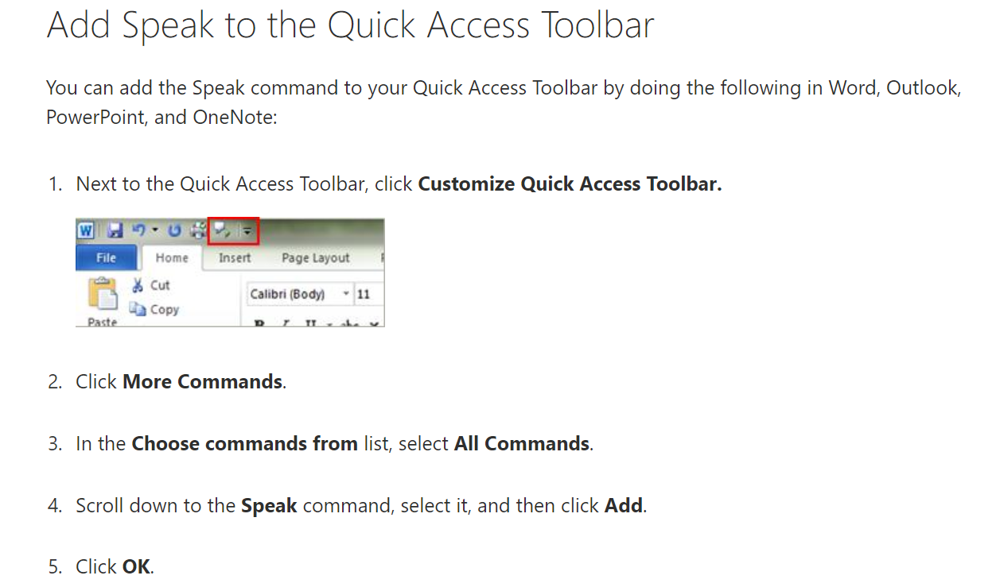 Add Speak to the Quick Access Toolbar
You can add the Speak command to your Quick Access Toolbar by doing the following in Word, Outlook,
PowerPoint, and OneNote:
1. Next to the Quick Access Toolbar, click Customize Quick Access Toolbar.
W
File Home Insert Page Layout
Cut
Calibri (Body) 11
Copy
Paste
2. Click More Commands.
3. In the Choose commands from list, select All Commands.
4. Scroll down to the Speak command, select it, and then click Add.
5. Click OK.